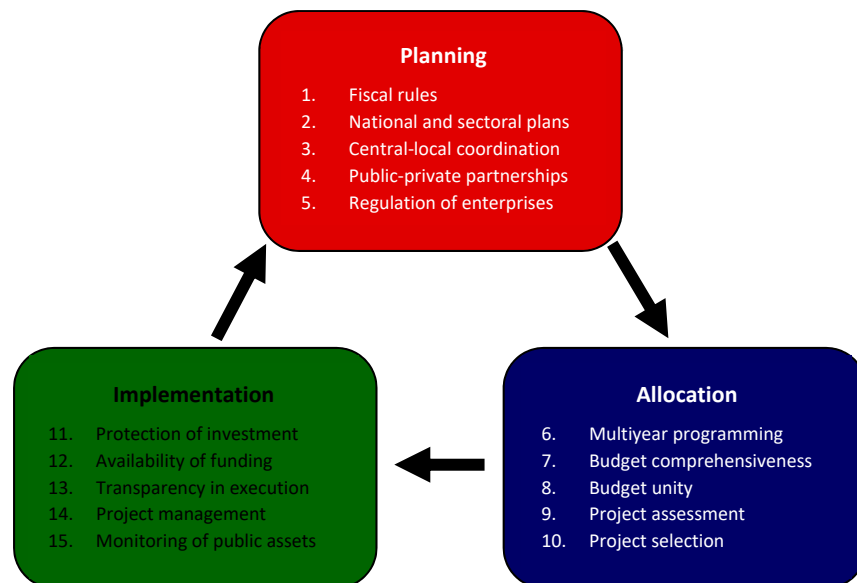 Planning
1. Fiscal rules
2. National and sectoral plans
3. Central-local coordination
4. Public-private partnerships
5. Regulation of enterprises
Implementation
11. Protection of investment
12. Availability of funding
13. Transparency in execution
14. Project management
15. Monitoring of public assets
Allocation
6. Multiyear programming
7. Budget comprehensiveness
8. Budget unity
9. Project assessment
10. Project selection